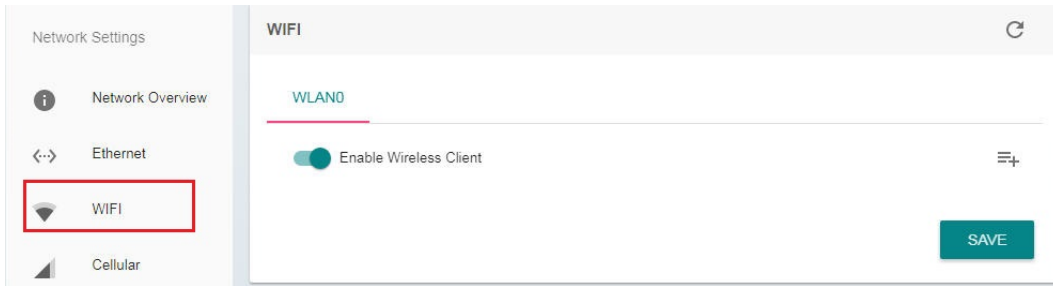 Network Settings
Network Overview
Ethernet
WIFI
Cellular
WIFI
WLAN0
Enable Wireless Client
SAVE